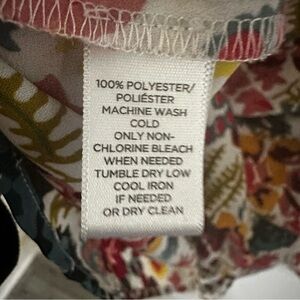 100% POLYESTER/
POLIÉSTER
MACHINE WASH
COLD
ONLY NON-
CHLORINE BLEACH
WHEN NEEDED
TUMBLE DRY LOW
COOL IRON
IF NEEDED
OR DRY CLEAN